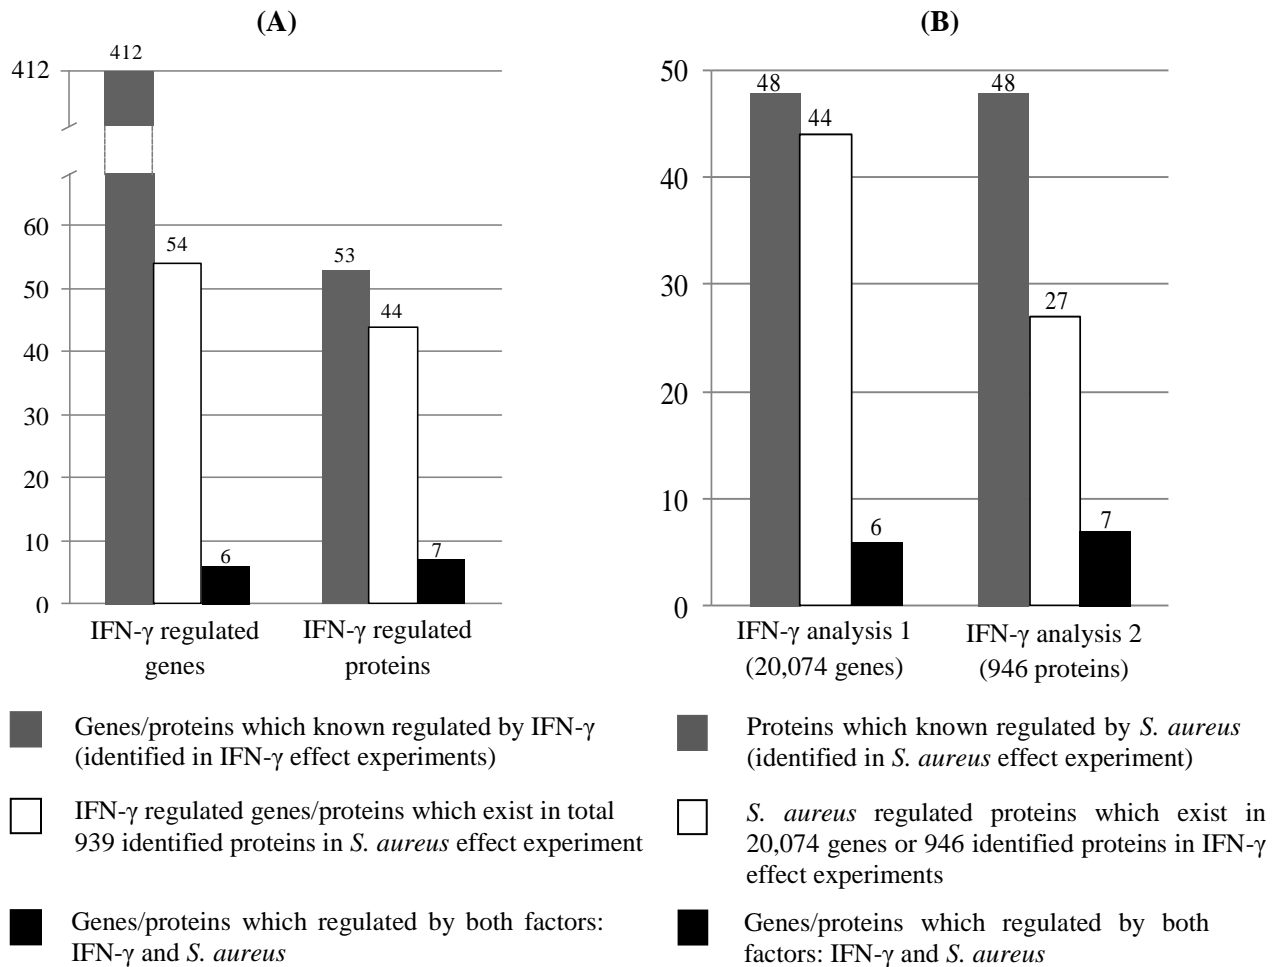 (A)
412
412
60
50
40
30
20
10
0
54
6
53
44
7
IFN-γ regulated
genes
IFN-γ regulated
proteins
Genes/proteins which known regulated by IFN-γ
(identified in IFN-γ effect experiments)
IFN-γ regulated genes/proteins which exist in total
939 identified proteins in S. aureus effect experiment
Genes/proteins which regulated by both factors:
IFN-γ and S. aureus
(B)
50
40
30
20
10
0
48
44
6
48
27
7
IFN-γ analysis 1
(20,074 genes)
IFN-γ analysis 2
(946 proteins)
Proteins which known regulated by S. aureus
(identified in S. aureus effect experiment)
S. aureus regulated proteins which exist in
20,074 genes or 946 identified proteins in IFN-γ
effect experiments
Genes/proteins which regulated by both
factors: IFN-γ and S. aureus